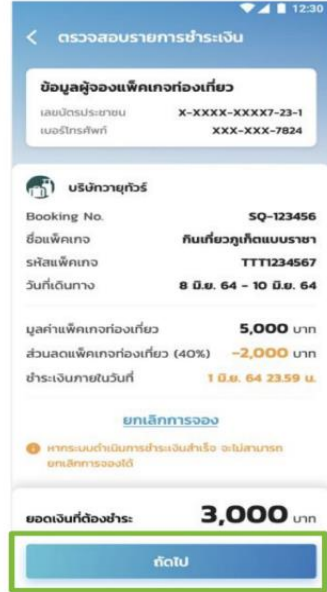 12:30
ตรวจสอบรายการชำระเงิน
ข้อมูลผู้จองแพ็คเกจท่องเที่ยว
เลขบัตรประชาชน X-XXXX-XXXX7-23-1
เบอร์โทรศัพท์ XXX-XXX-7824
บริษัทวายุทัวร์
Booking No. SQ-123456
ชื่อแพ็คเกจ กินเที่ยวภูเก็ตแบบราชา
รหัสแพ็คเกจ TTT1234567
วันที่เดินทาง 8 มิ.ย. 64 - 10 มิ.ย. 64
มูลค่าแพ็คเกจท่องเที่ยว 5,000 บาท
ส่วนลดแพ็คเกจท่องเที่ยว (40%) -2,000 บาท
ชำระเงินภายในวันที่ 1 มิ.ย. 64 23.59 น.
ยกเลิกการจอง
หากระบบดำเนินการชำระเงินสำเร็จ จะไม่สามารถ
ยกเลิกการจองได้
ยอดเงินที่ต้องชำระ 3,000 บาท
ถัดไป